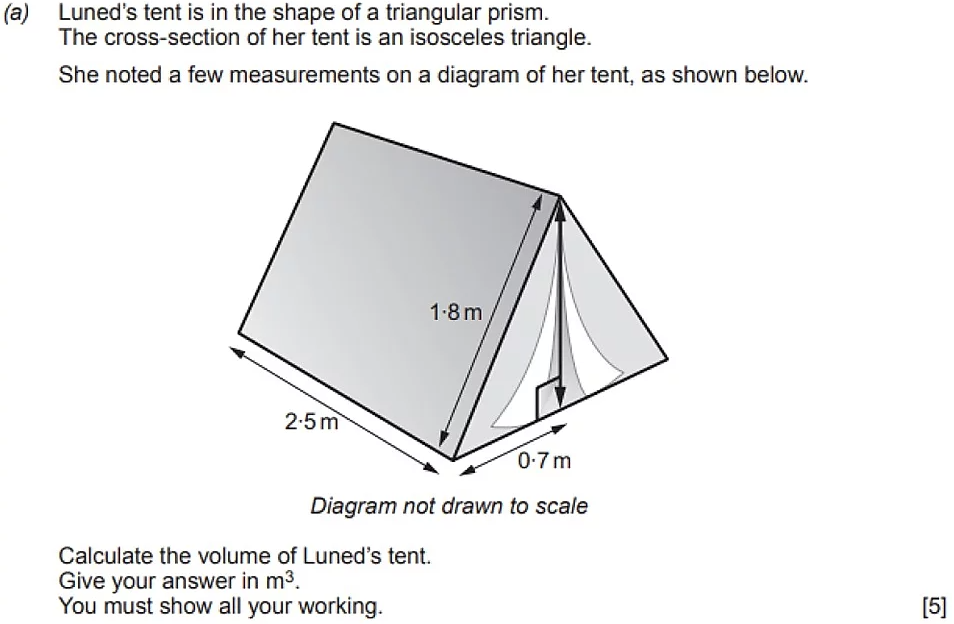 (a) Luned's tent is in the shape of a triangular prism.
The cross-section of her tent is an isosceles triangle.
She noted a few measurements on a diagram of her tent, as shown below.
1·8 m
2·5 m
0·7 m
Diagram not drawn to scale
Calculate the volume of Luned's tent.
Give your answer in m³.
You must show all your working. [5]